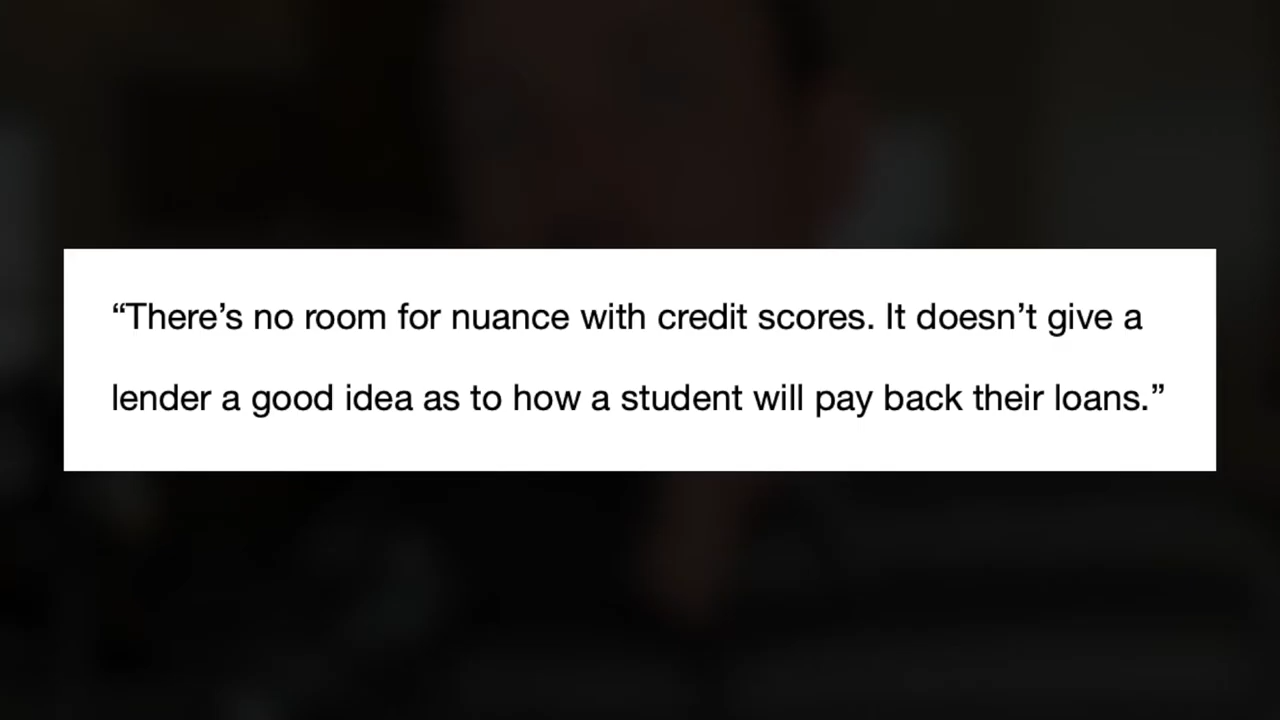 “There’s no room for nuance with credit scores. It doesn’t give a
lender a good idea as to how a student will pay back their loans.”